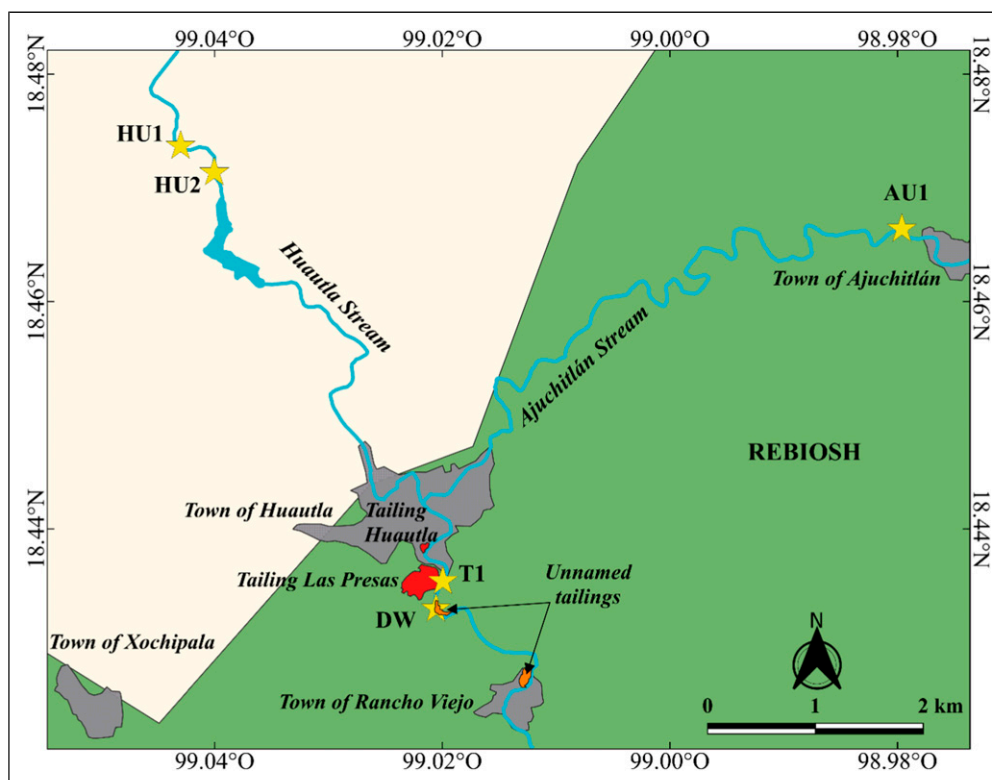 99.04°O 99.02°O 99.00°O 98.98°O
18.48°N
18.48°N
HU1
HU2
AU1
Huautla Stream
Town of Ajuchitlán
18.46°N
18.46°N
Ajuchitlán Stream
REBIOSH
Town of Huautla
Tailing
Huautla
18.44°N
18.44°N
Tailing Las Presas
T1
Unnamed
tailings
DW
Town of Xochipala
N
Town of Rancho Viejo
0 1 2 km
99.04°O 99.02°O 99.00°O 98.98°O